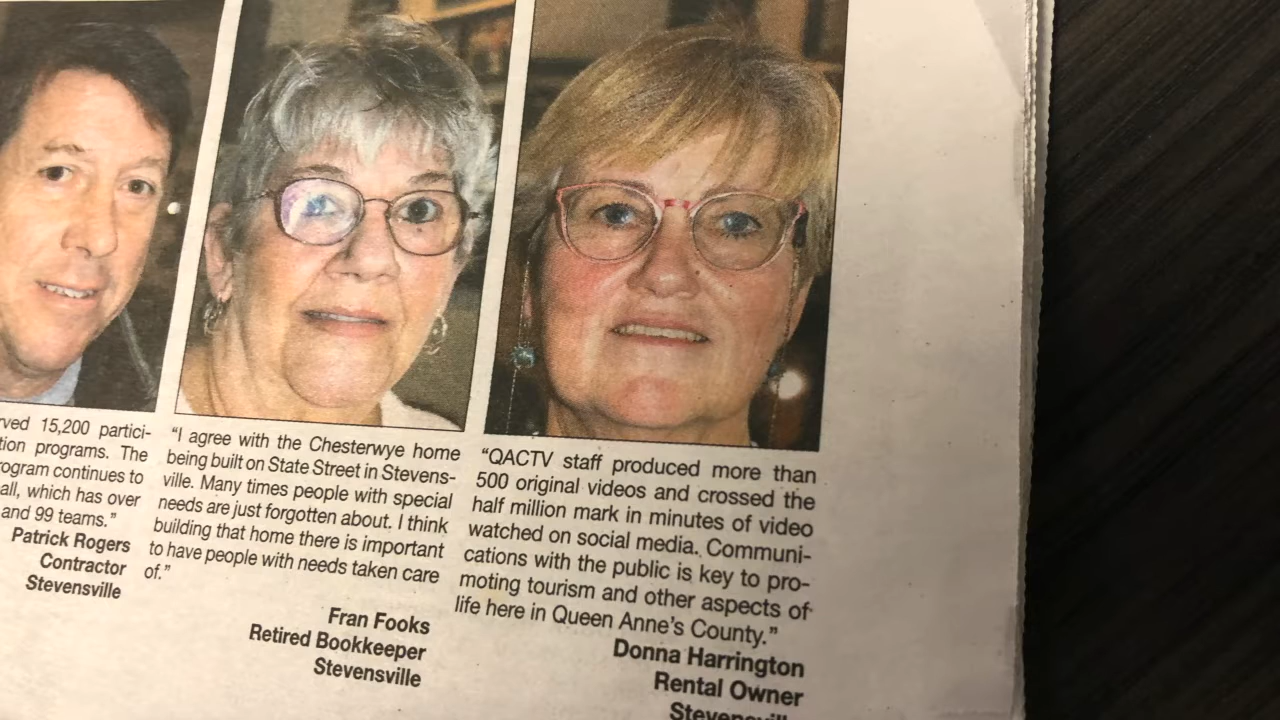 rved 15,200 partici-
tion programs. The
rogram continues to
all, which has over
and 99 teams.”
Patrick Rogers
Contractor
Stevensville
“I agree with the Chesterwye home
being built on State Street in Stevens-
ville. Many times people with special
needs are just forgotten about. I think
building that home there is important
to have people with needs taken care
of.”
Fran Fooks
Retired Bookkeeper
Stevensville
“QACTV staff produced more than
500 original videos and crossed the
half million mark in minutes of video
watched on social media. Communi-
cations with the public is key to pro-
moting tourism and other aspects of
life here in Queen Anne’s County.”
Donna Harrington
Rental Owner
Stevensvill